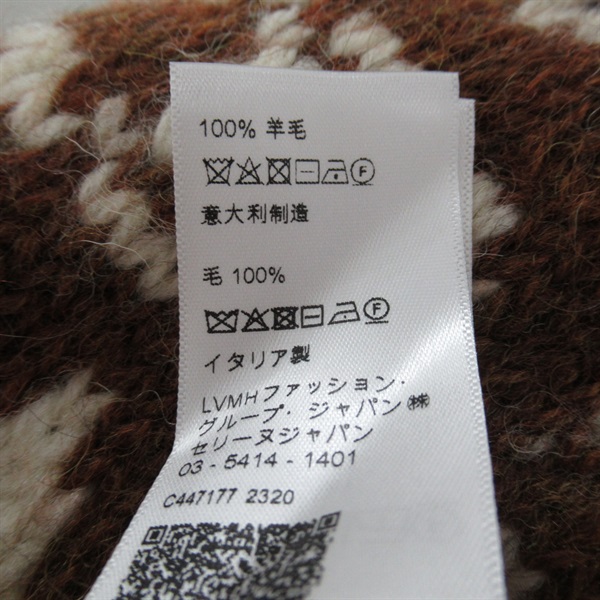 100% 羊毛
意大利制造
毛 100%
イタリア製
LVMHファッション・
グループ・ジャパン㈱
セリーヌジャパン
03 - 5414 - 1401
C447177 2320